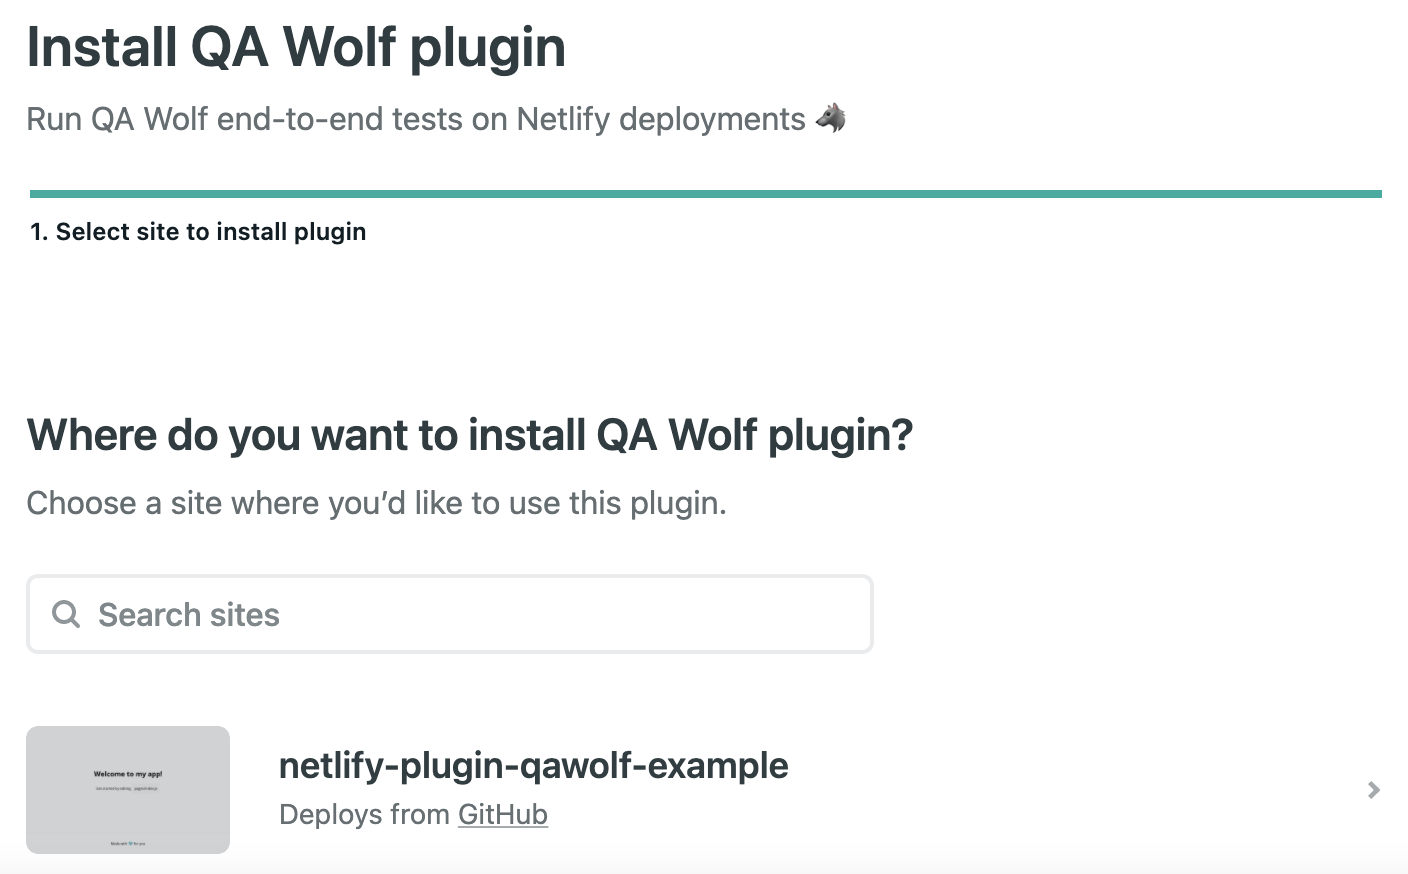 Install QA Wolf plugin
Run QA Wolf end-to-end tests on Netlify deployments 🐺
1. Select site to install plugin
Where do you want to install QA Wolf plugin?
Choose a site where you’d like to use this plugin.
Search sites
Welcome to my app!
netlify-plugin-qawolf-example
Deploys from GitHub